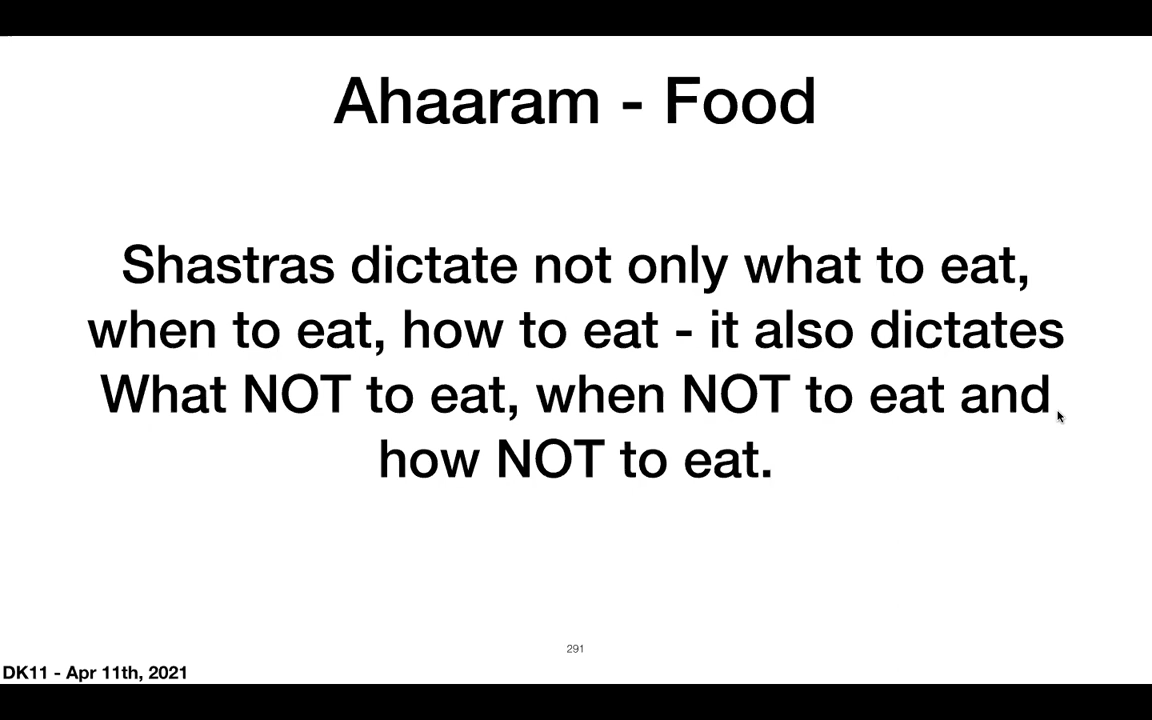 Ahaaram - Food
Shastras dictate not only what to eat,
when to eat, how to eat - it also dictates
What NOT to eat, when NOT to eat and
how NOT to eat.
291
DK11 - Apr 11th, 2021